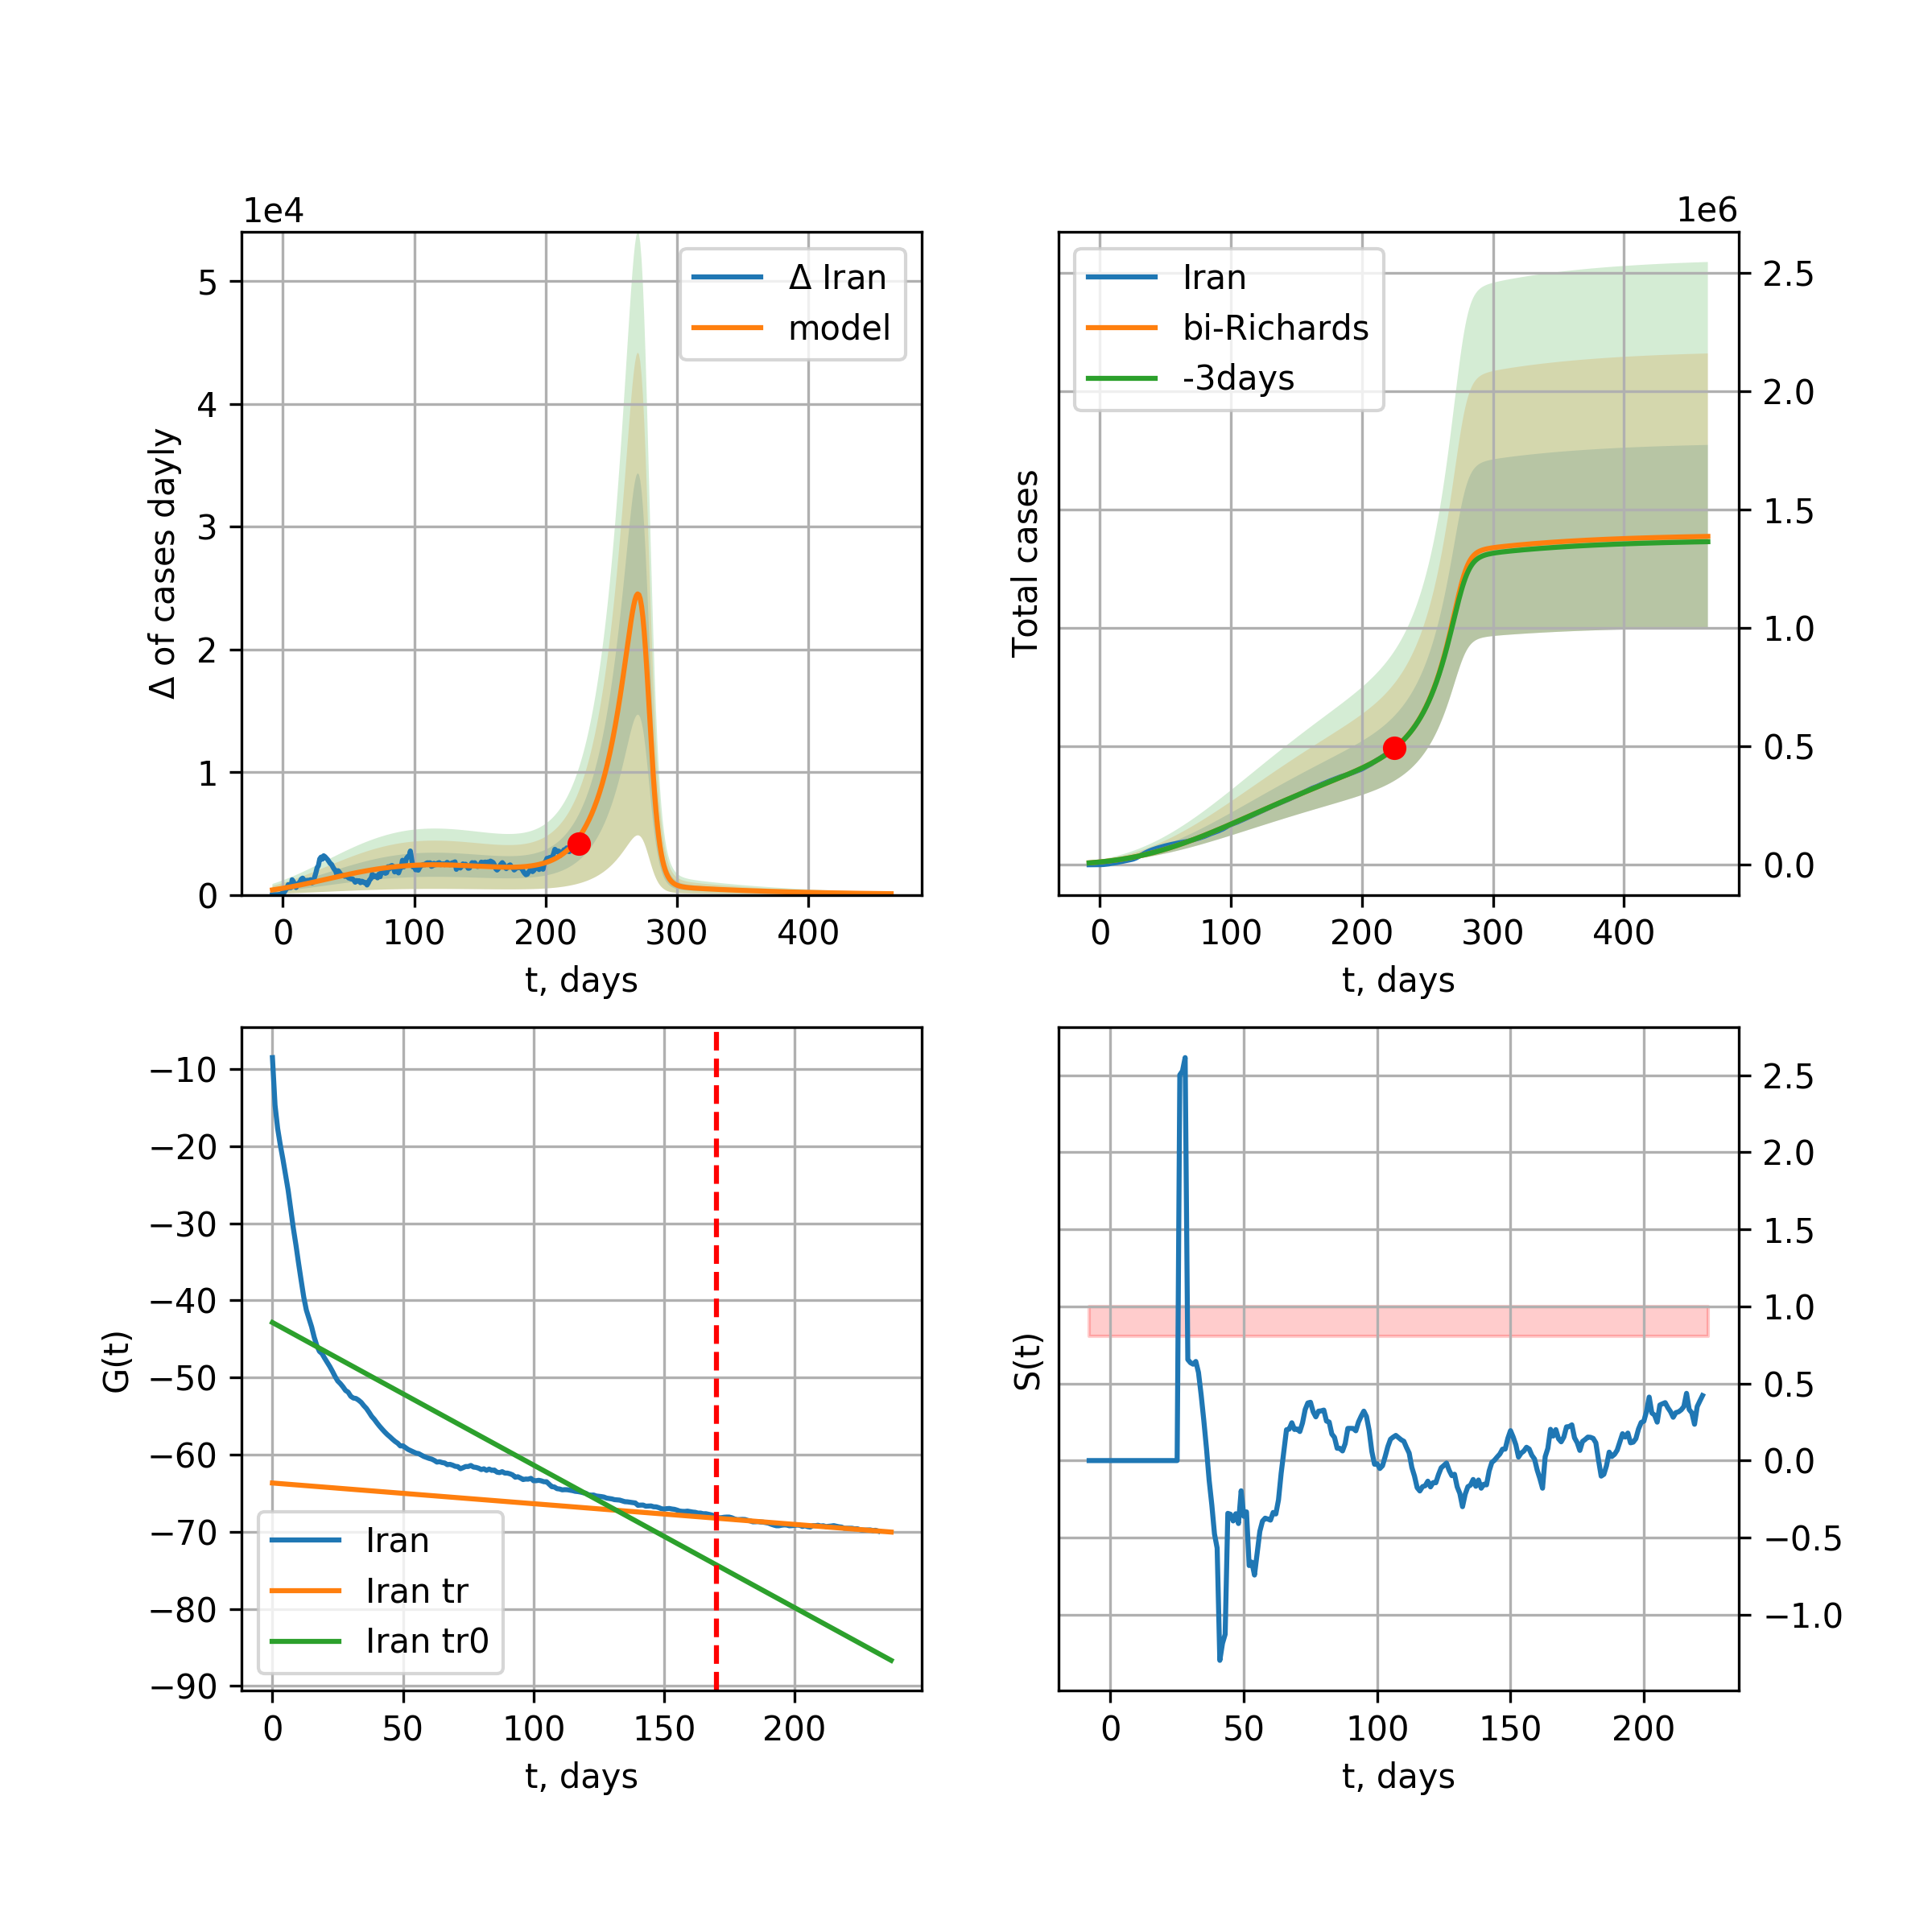 1e4
Δ of cases dayly
5
4
3
2
1
0
Δ Iran
model
0 100 200 300 400
t, days
1e6
Total cases
Iran
bi-Richards
-3days
2.5
2.0
1.5
1.0
0.5
0.0
0 100 200 300 400
t, days
G(t)
−10
−20
−30
−40
−50
−60
−70
−80
−90
Iran
Iran tr
Iran tr0
0 50 100 150 200
t, days
S(t)
2.5
2.0
1.5
1.0
0.5
0.0
−0.5
−1.0
0 50 100 150 200
t, days